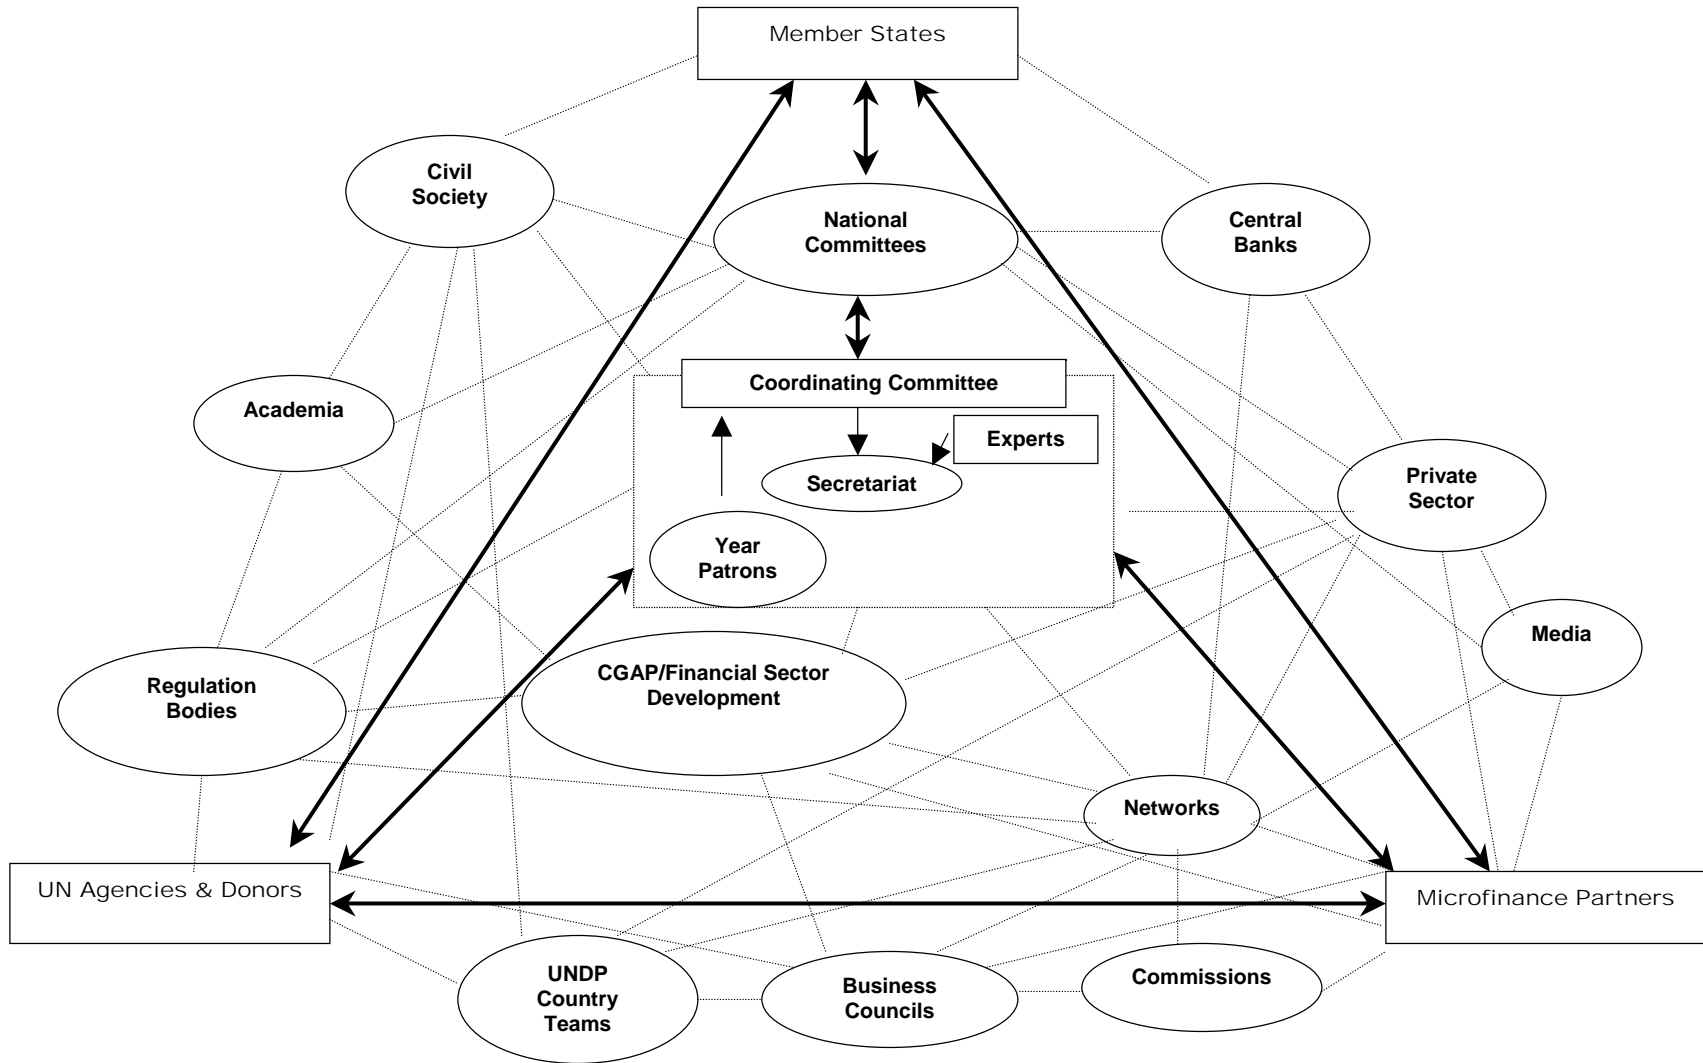 Member States
Civil
Society
National
Committees
Central
Banks
Coordinating Committee
Academia
Experts
Secretariat
Private
Sector
Year
Patrons
Media
CGAP/Financial Sector
Development
Regulation
Bodies
Networks
UN Agencies & Donors
Microfinance Partners
UNDP
Country
Teams
Business
Councils
Commissions